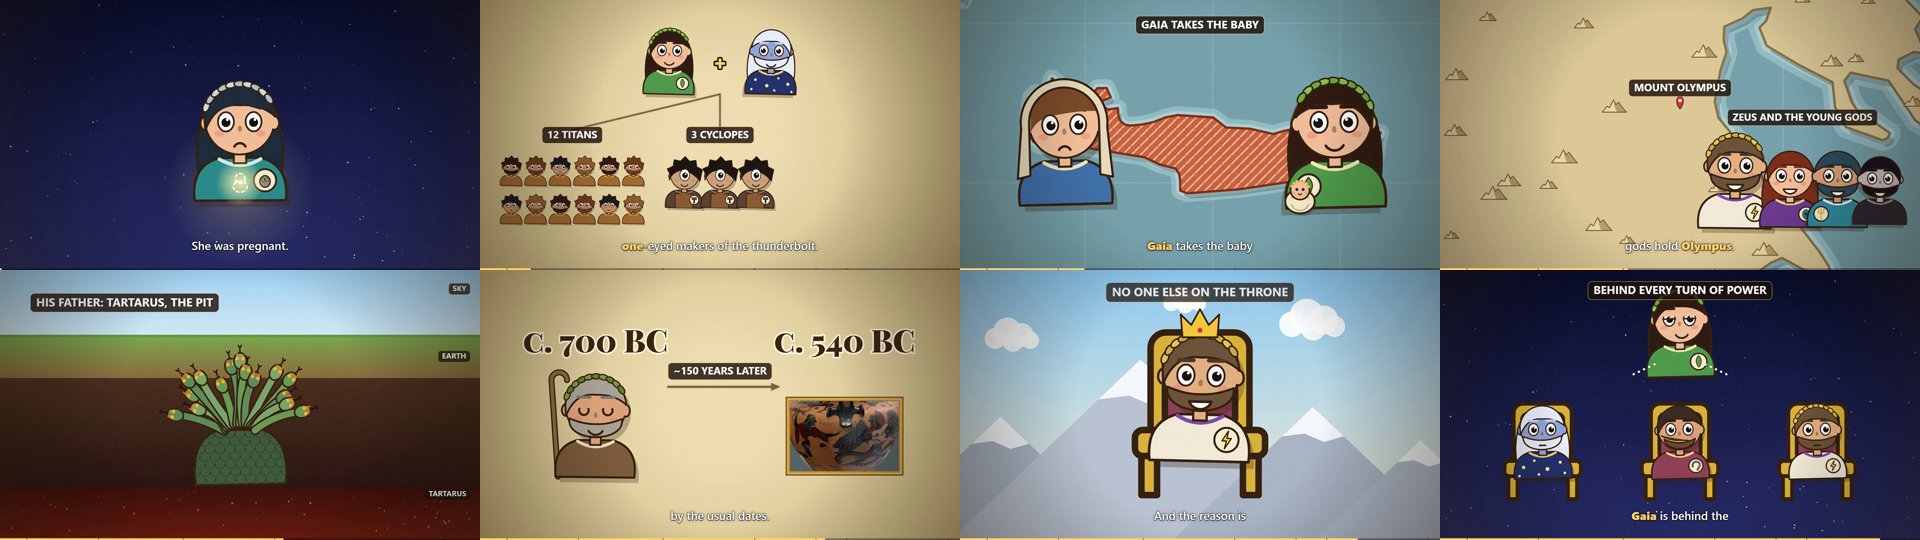 She was pregnant.
12 TITANS
3 CYCLOPES
one-eyed makers of the thunderbolt.
GAIA TAKES THE BABY
Gaia takes the baby
MOUNT OLYMPUS
ZEUS AND THE YOUNG GODS
gods hold Olympus.
HIS FATHER: TARTARUS, THE PIT
SKY
EARTH
TARTARUS
C. 700 BC
C. 540 BC
~150 YEARS LATER
by the usual dates.
NO ONE ELSE ON THE THRONE
And the reason is
BEHIND EVERY TURN OF POWER
Gaia is behind the